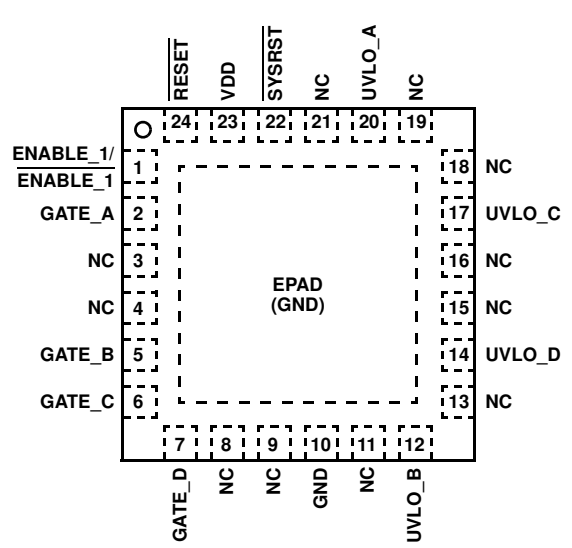 RESET
VDD
SYSRST
NC
UVLO_A
NC
24 23 22 21 20 19
ENABLE_1/
ENABLE_1
1
18 NC
GATE_A 2
17 UVLO_C
NC 3
16 NC
EPAD
(GND)
NC 4
15 NC
GATE_B 5
14 UVLO_D
GATE_C 6
13 NC
7 8 9 10 11 12
GATE_D
NC
NC
GND
NC
UVLO_B